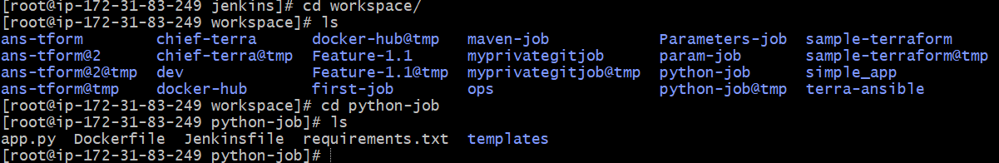 [root@ip-172-31-83-249 jenkins]# cd workspace/
[root@ip-172-31-83-249 workspace]# ls
ans-tform      chief-terra      docker-hub@tmp   maven-job            Parameters-job  sample-terraform
ans-tform@2      chief-terra@tmp  Feature-1.1      myprivategitjob      param-job       sample-terraform@tmp
ans-tform@2@tmp  dev              Feature-1.1@tmp  myprivategitjob@tmp  python-job      simple_app
ans-tform@tmp    docker-hub       first-job        ops                  python-job@tmp  terra-ansible
[root@ip-172-31-83-249 workspace]# cd python-job
[root@ip-172-31-83-249 python-job]# ls
app.py  Dockerfile  Jenkinsfile  requirements.txt  templates
[root@ip-172-31-83-249 python-job]#